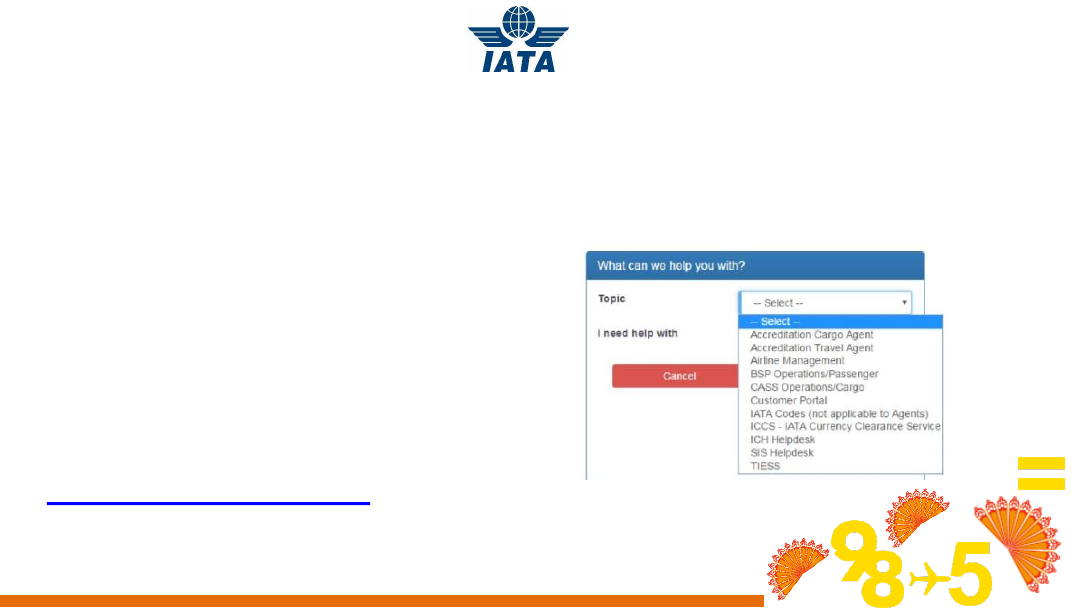 IATA
What can we help you with?
Topic
-- Select --
-- Select --
I need help with
Accreditation Cargo Agent
Accreditation Travel Agent
Airline Management
BSP Operations/Passenger
Cancel
CASS Operations/Cargo
Customer Portal
IATA Codes (not applicable to Agents)
ICCS - IATA Currency Clearance Service
ICH Helpdesk
SIS Helpdesk
TIESS
98 5